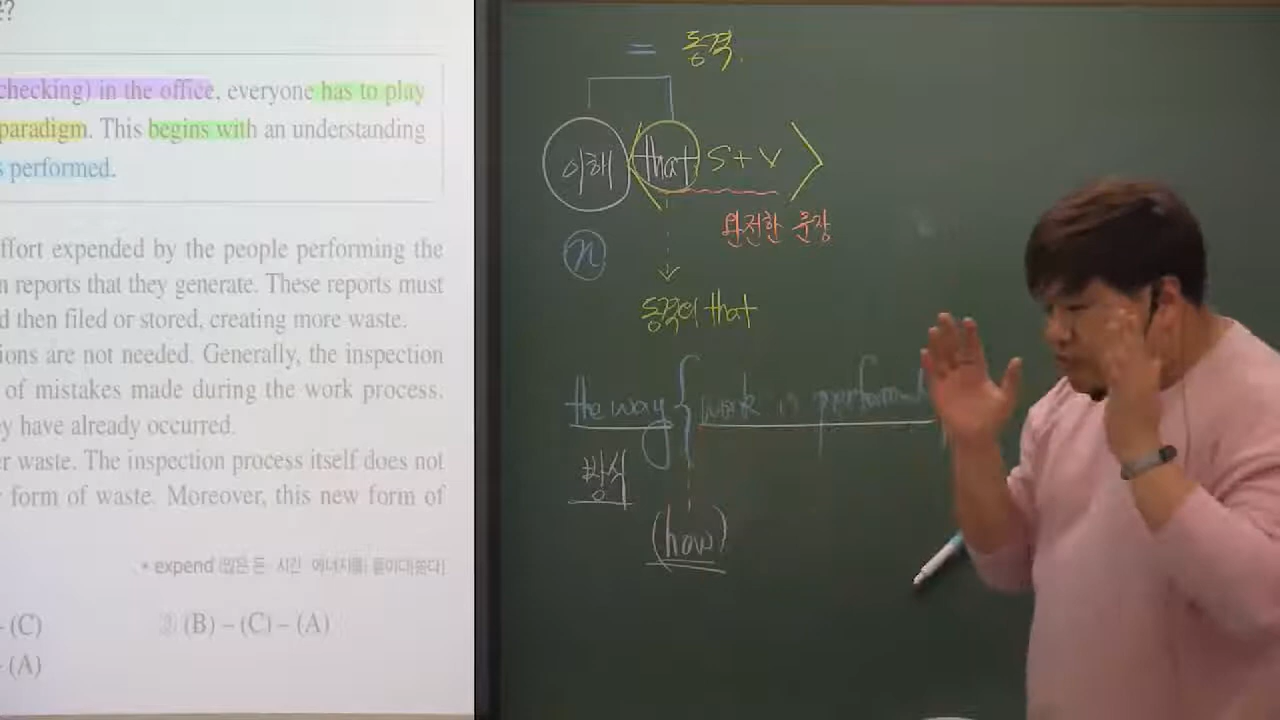 ?
checking) in the office, everyone has to play
paradigm. This begins with an understanding
s performed.
ffort expended by the people performing the
n reports that they generate. These reports must
d then filed or stored, creating more waste.
ions are not needed. Generally, the inspection
of mistakes made during the work process.
ey have already occurred.
er waste. The inspection process itself does not
form of waste. Moreover, this new form of
* expend (많은 돈 · 시간 · 에너지를) 쏟이다[쓰다]
- (C)
③ (B) – (C) – (A)
- (A)
= 동격.
이해 < that S + V >
완전한 문장
n
동격의 that
the way { work is performed
방식
(how)